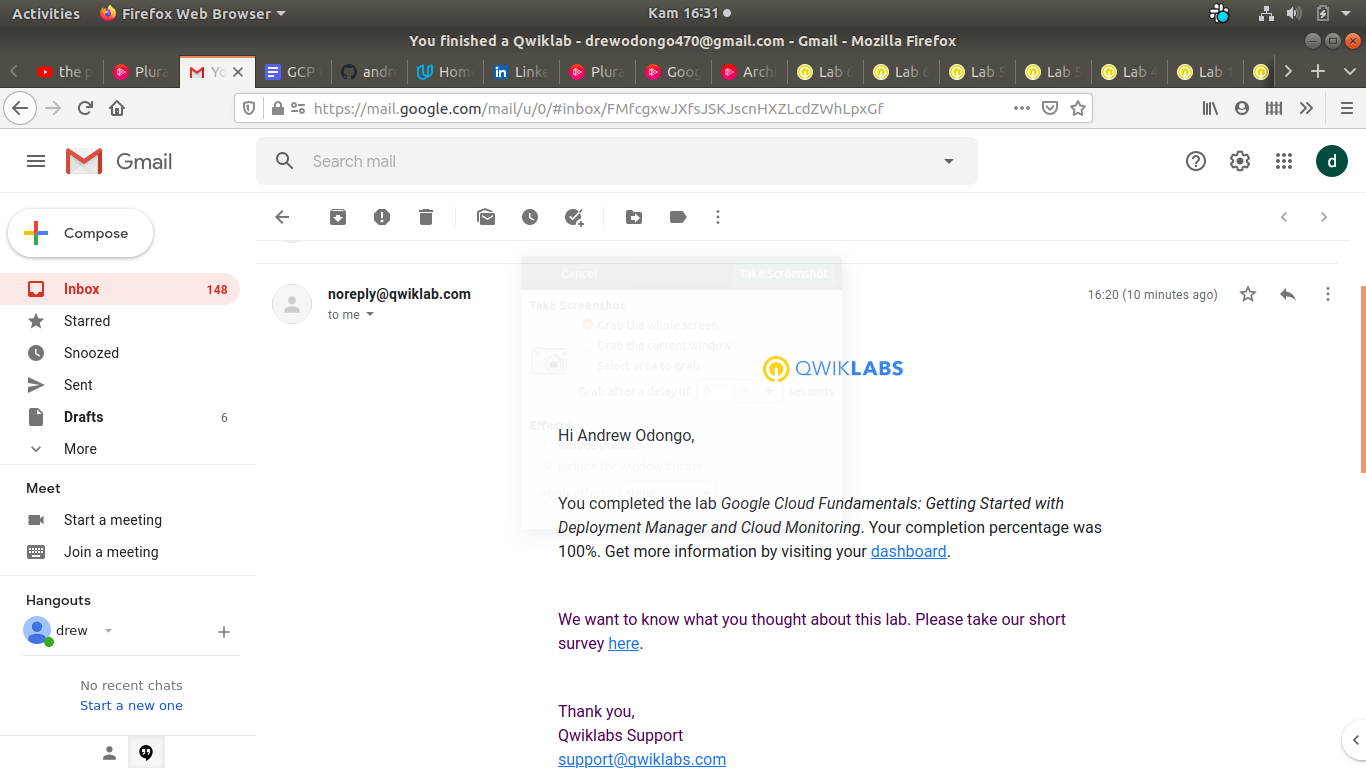 Activities
Firefox Web Browser
Kam 16:31
You finished a Qwiklab - drewodongo470@gmail.com - Gmail - Mozilla Firefox
the p
Plura
Yo
GCP
andre
Hom
Linke
Plura
Goog
Archi
Lab 6
Lab 6
Lab 5
Lab 5
Lab 4
Lab 1
https://mail.google.com/mail/u/0/#inbox/FMfcgxwJXfsJSKJscnHXZLcdZWhLpxGf
Gmail
Search mail
d
Compose
Inbox 148
Starred
Snoozed
Sent
Drafts 6
More
Meet
Start a meeting
Join a meeting
Hangouts
drew
No recent chats
Start a new one
Cancel
Take Screenshot
noreply@qwiklab.com
16:20 (10 minutes ago)
to me
Take Screenshot
Grab the whole screen
Grab the current window
Select area to grab
Grab after a delay of 0 seconds
QWIKLABS
Effects
Hi Andrew Odongo,
Include the window border
You completed the lab Google Cloud Fundamentals: Getting Started with
Deployment Manager and Cloud Monitoring. Your completion percentage was
100%. Get more information by visiting your dashboard.
We want to know what you thought about this lab. Please take our short
survey here.
Thank you,
Qwiklabs Support
support@qwiklabs.com